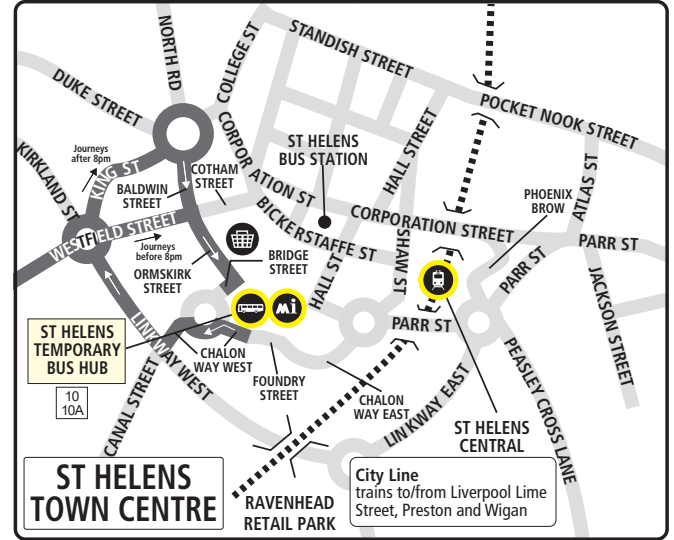 NORTH RD
COLLEGE ST
STANDISH STREET
DUKE STREET
POCKET NOOK STREET
KIRKLAND ST
Journeys
after 8pm
KING ST
COTHAM
STREET
BALDWIN
STREET
CORPORATION ST
ST HELENS
BUS STATION
HALL STREET
ATLAS ST
PHOENIX
BROW
WESTFIELD STREET
Journeys
before 8pm
BICKERSTAFFE ST
CORPORATION STREET
PARR ST
ORMSKIRK
STREET
BRIDGE
STREET
HALL ST
SHAW ST
PARR ST
JACKSON STREET
mi
ST HELENS
TEMPORARY
BUS HUB
LINKWAY WEST
PARR ST
CHALON
WAY WEST
FOUNDRY
STREET
CHALON
WAY EAST
10
10A
CANAL STREET
LINKWAY EAST
PEASLEY CROSS LANE
ST HELENS
CENTRAL
ST HELENS
TOWN CENTRE
RAVENHEAD
RETAIL PARK
City Line
trains to/from Liverpool Lime
Street, Preston and Wigan